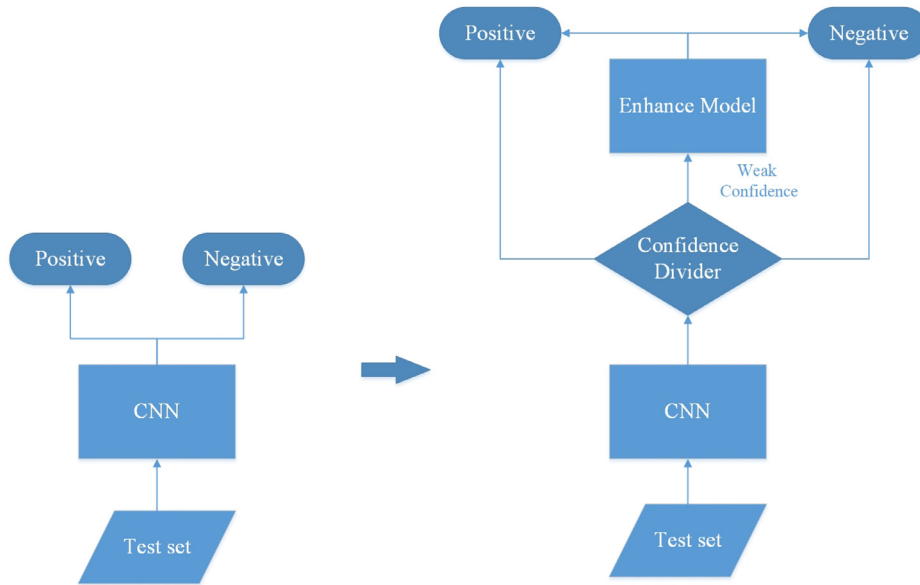 Positive
Negative
CNN
Test set
Positive
Negative
Enhance Model
Weak
Confidence
Confidence
Divider
CNN
Test set